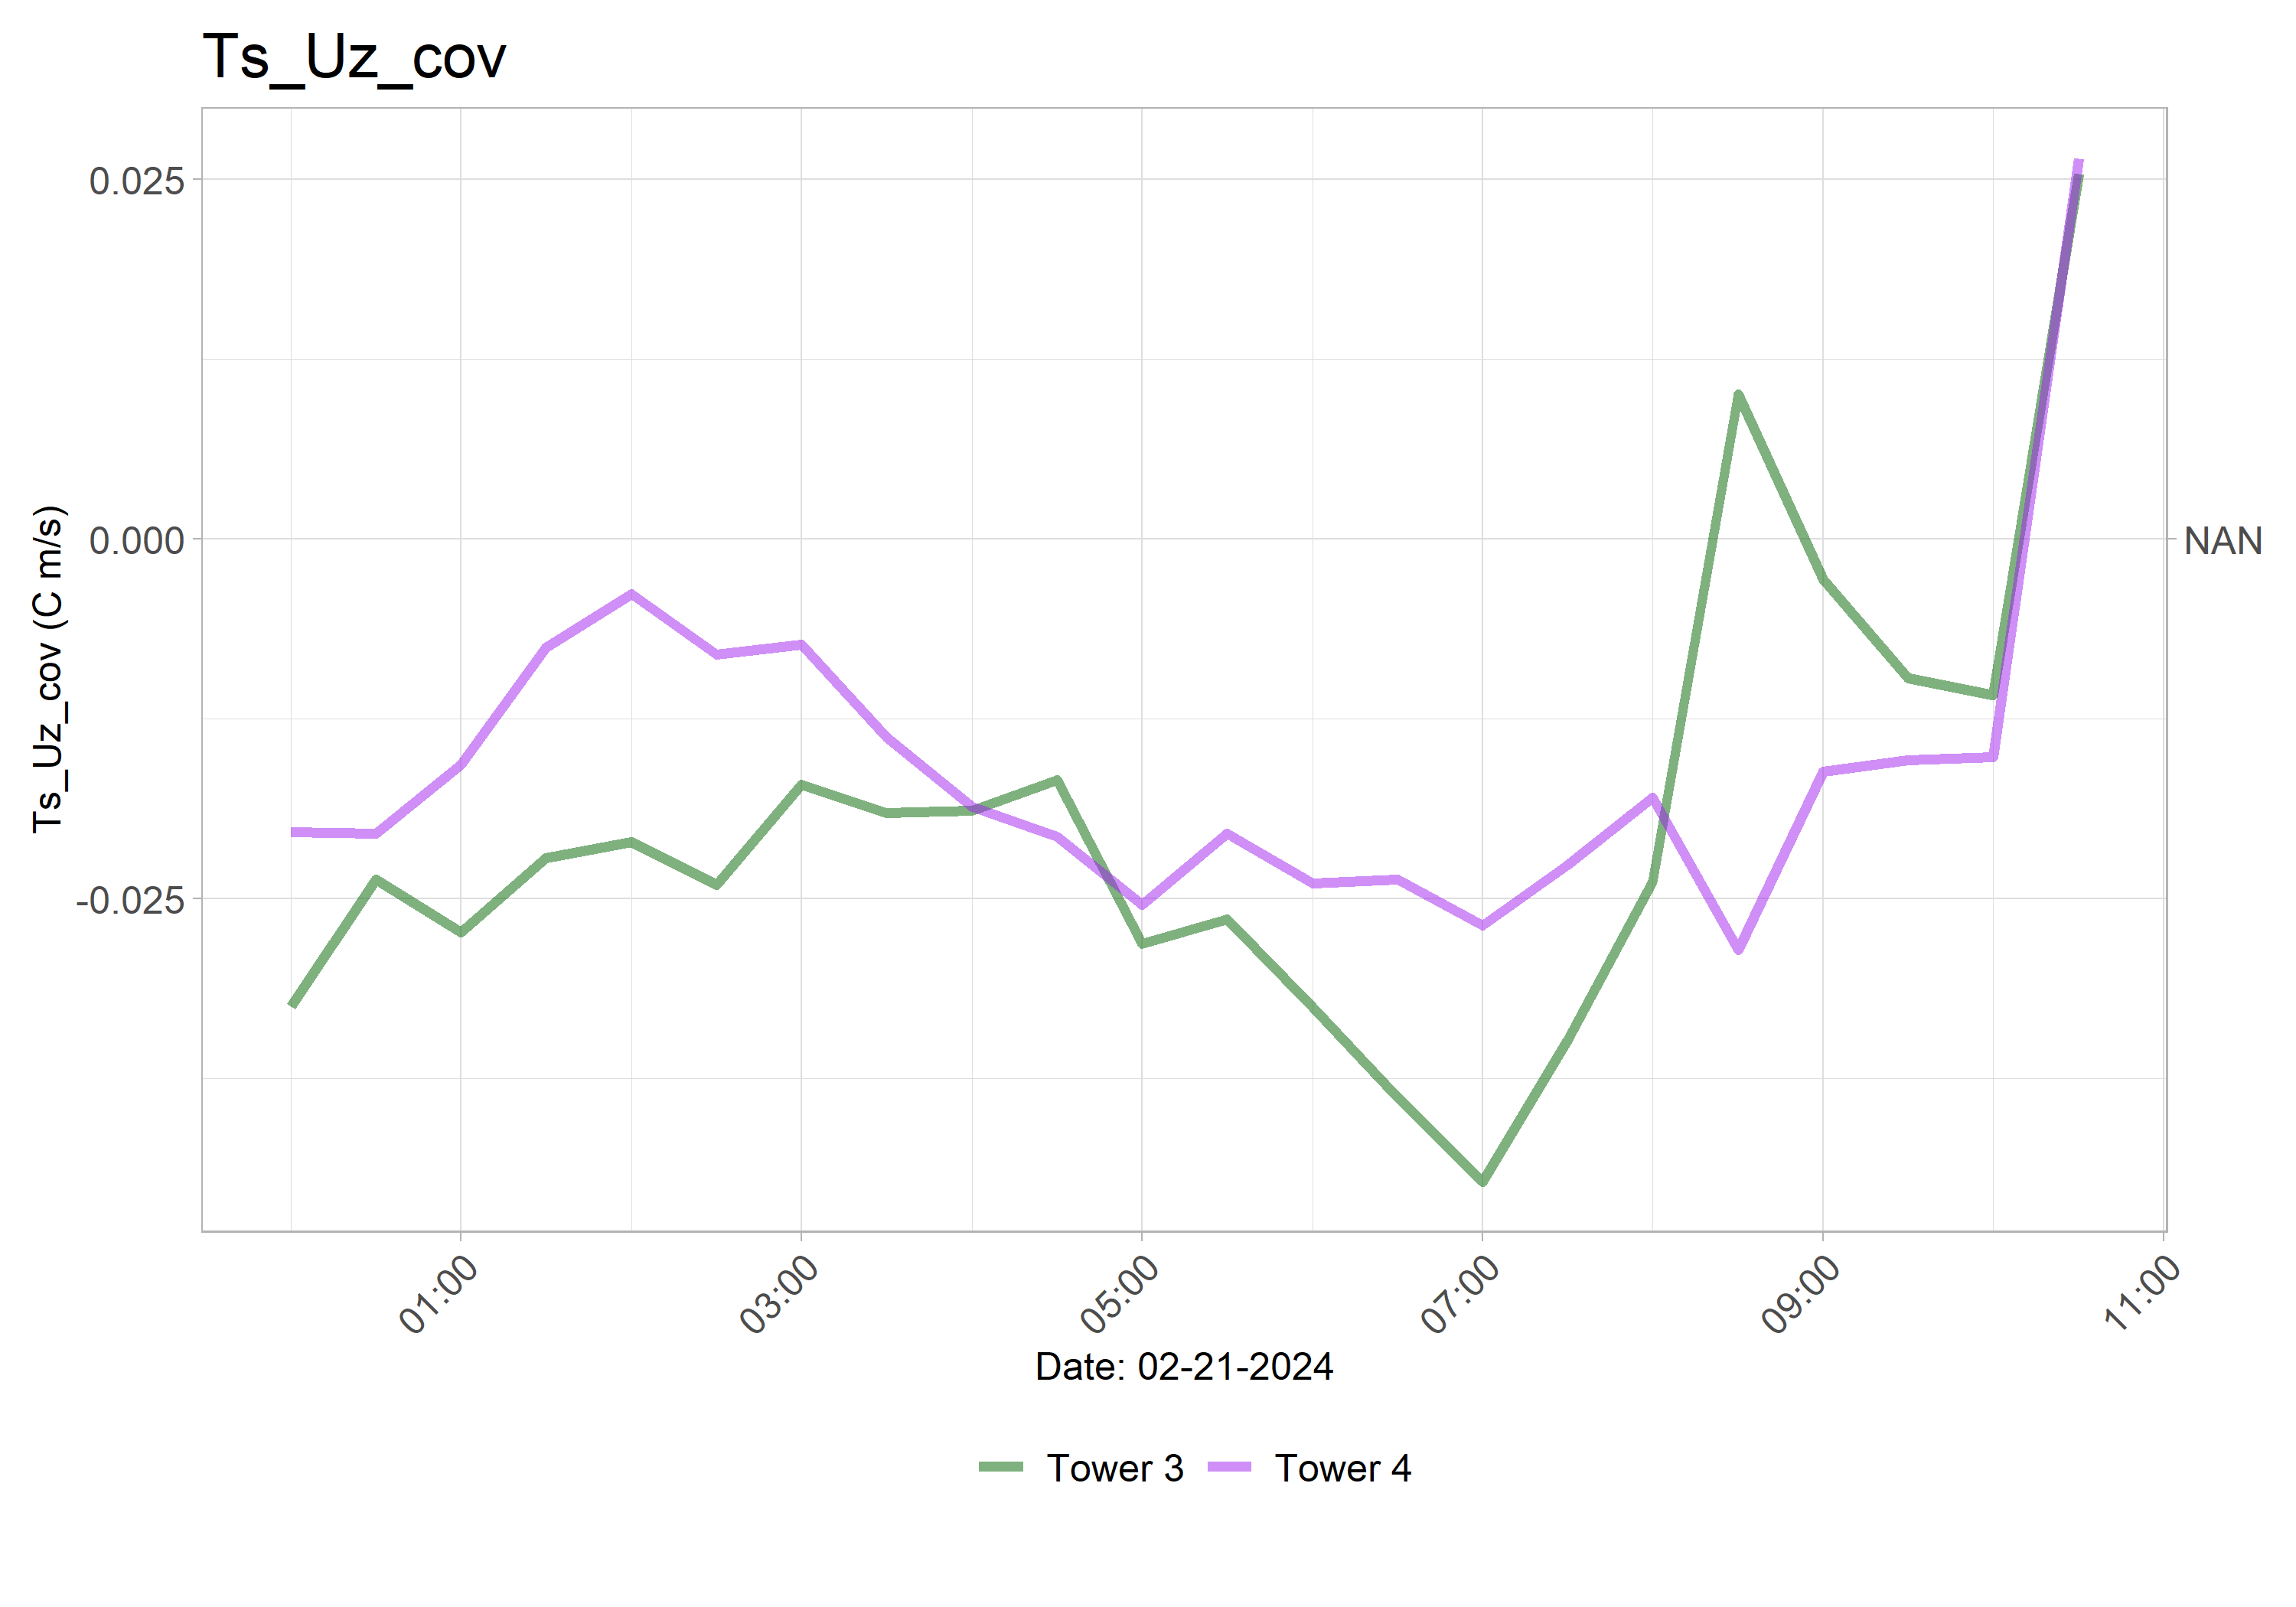 Ts_Uz_cov
0.025
0.000
-0.025
NAN
Ts_Uz_cov (C m/s)
01:00
03:00
05:00
07:00
09:00
11:00
Date: 02-21-2024
Tower 3
Tower 4